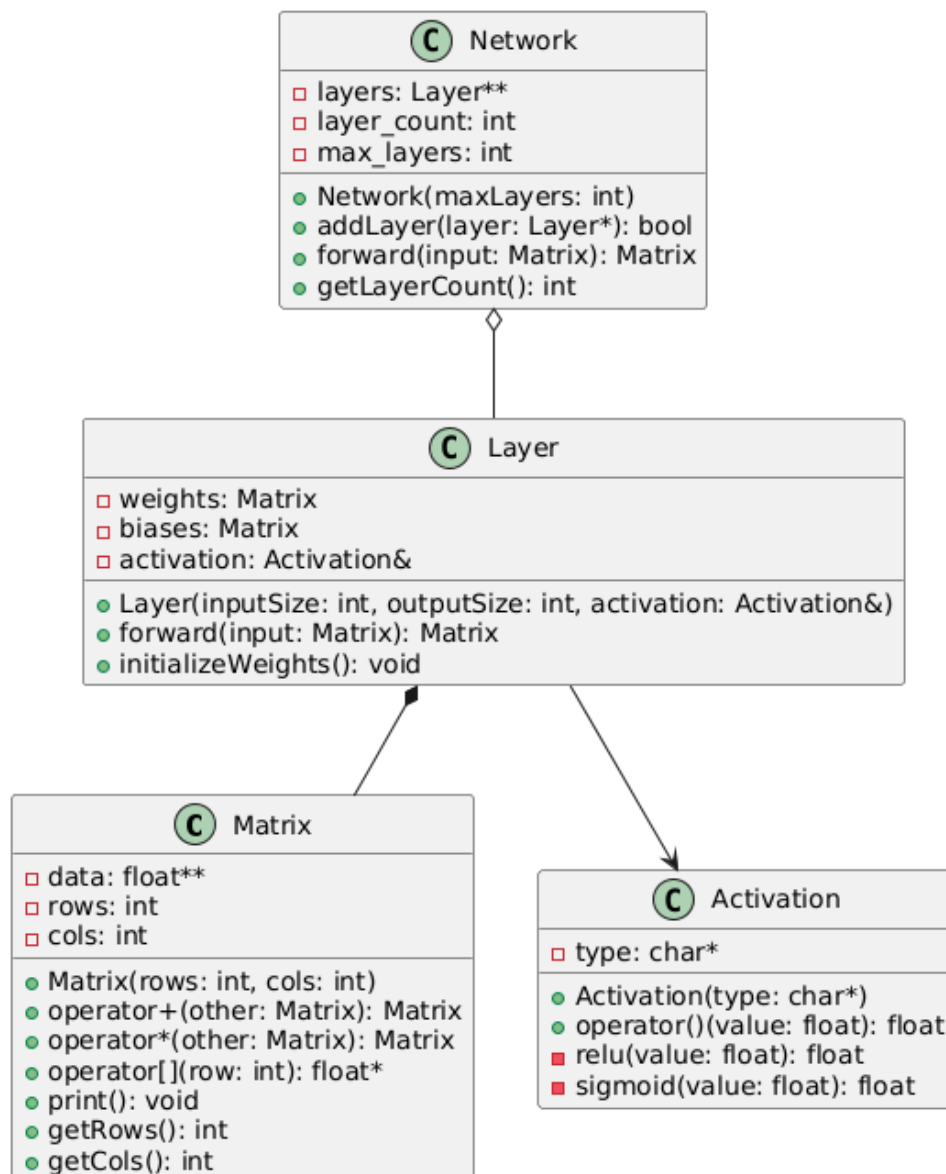 C Network
layers: Layer**
layer_count: int
max_layers: int
Network(maxLayers: int)
addLayer(layer: Layer*): bool
forward(input: Matrix): Matrix
getLayerCount(): int
C Layer
weights: Matrix
biases: Matrix
activation: Activation&
Layer(inputSize: int, outputSize: int, activation: Activation&)
forward(input: Matrix): Matrix
initializeWeights(): void
C Matrix
data: float**
rows: int
cols: int
Matrix(rows: int, cols: int)
operator+(other: Matrix): Matrix
operator*(other: Matrix): Matrix
operator[](row: int): float*
print(): void
getRows(): int
getCols(): int
C Activation
type: char*
Activation(type: char*)
operator()(value: float): float
relu(value: float): float
sigmoid(value: float): float